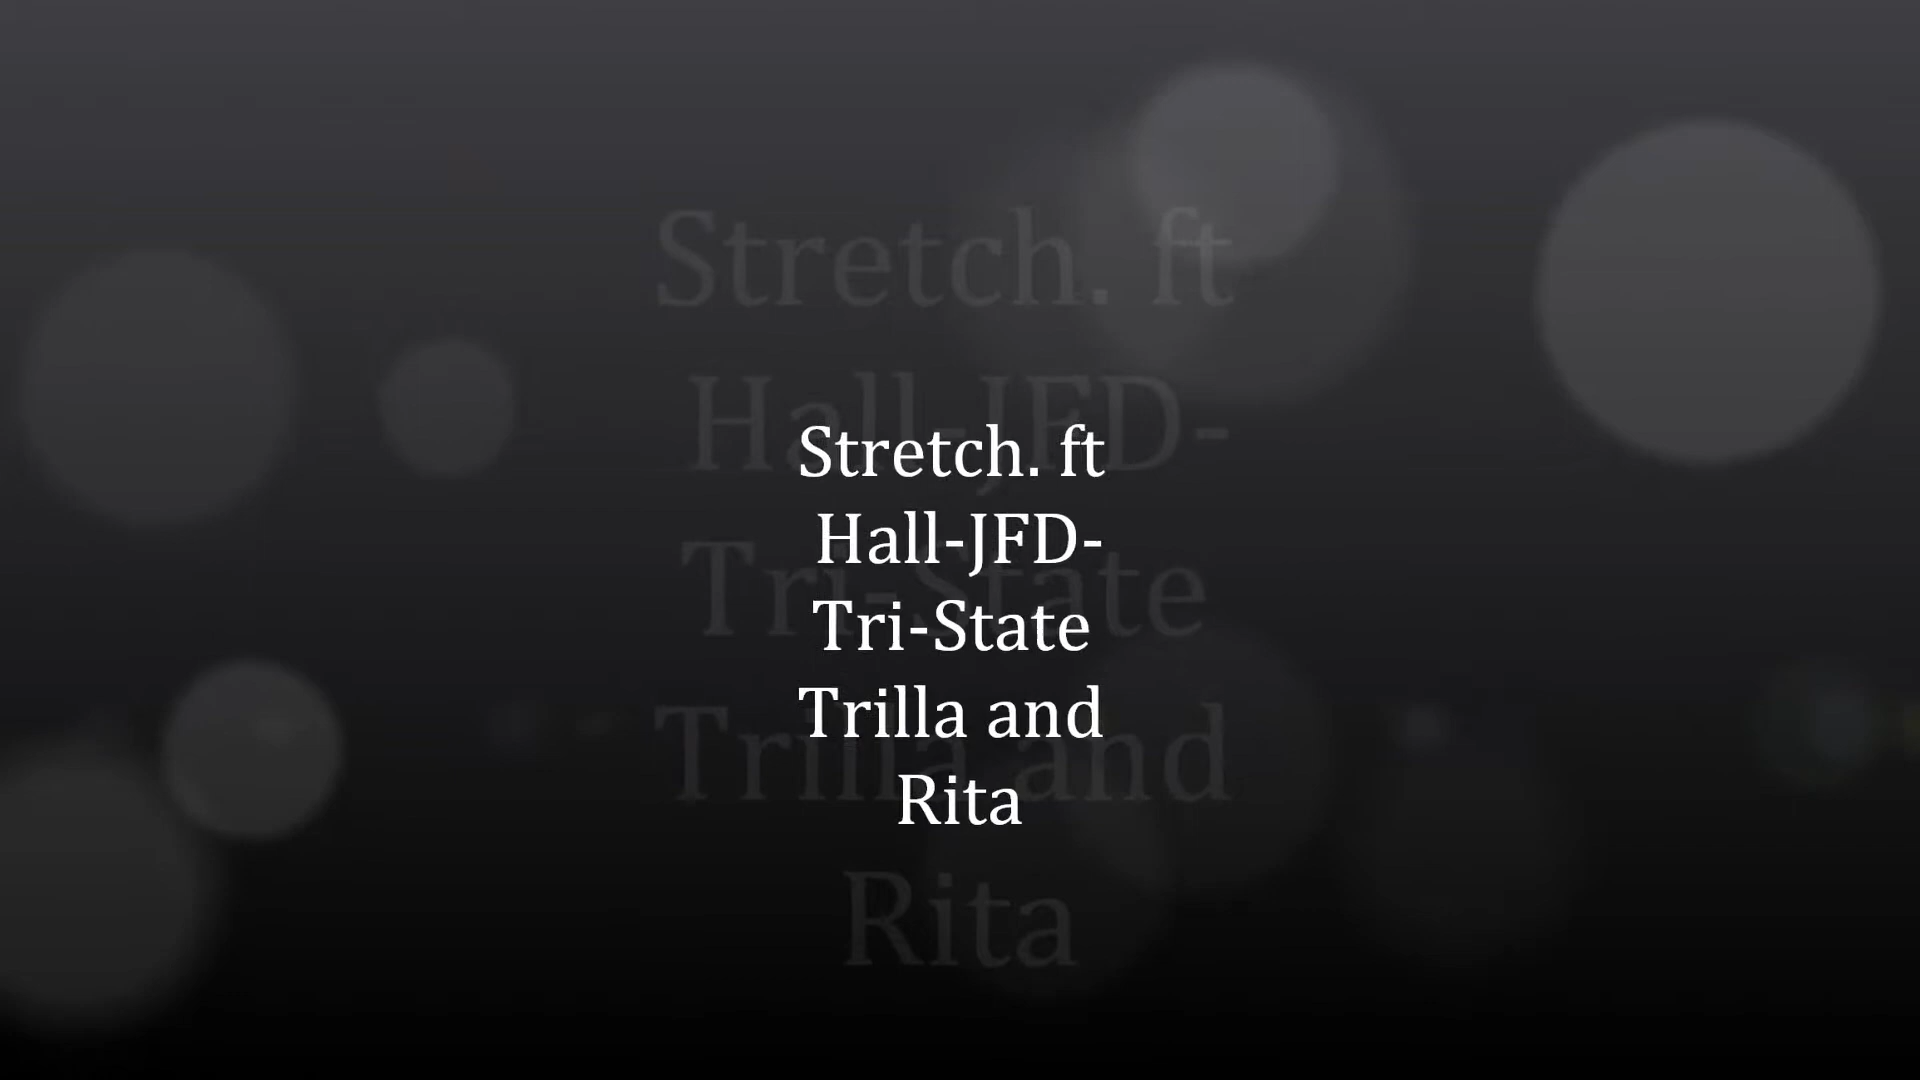 Stretch. ft
Hall-JFD-
Tri-State
Trilla and
Rita